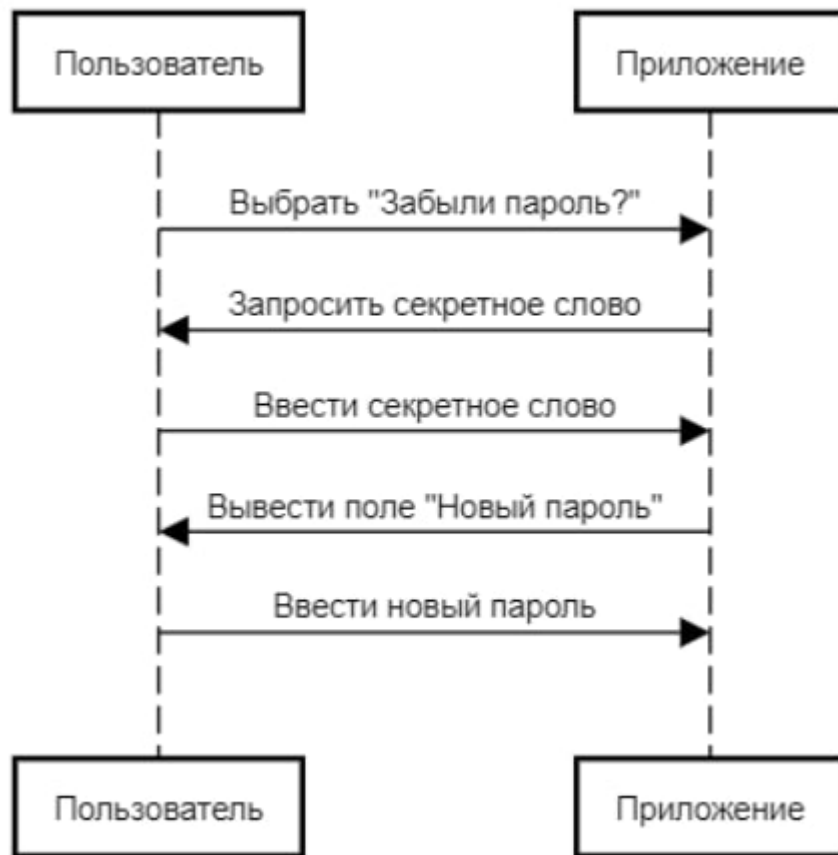 Пользователь
Приложение
Выбрать "Забыли пароль?"
Запросить секретное слово
Ввести секретное слово
Вывести поле "Новый пароль"
Ввести новый пароль
Пользователь
Приложение